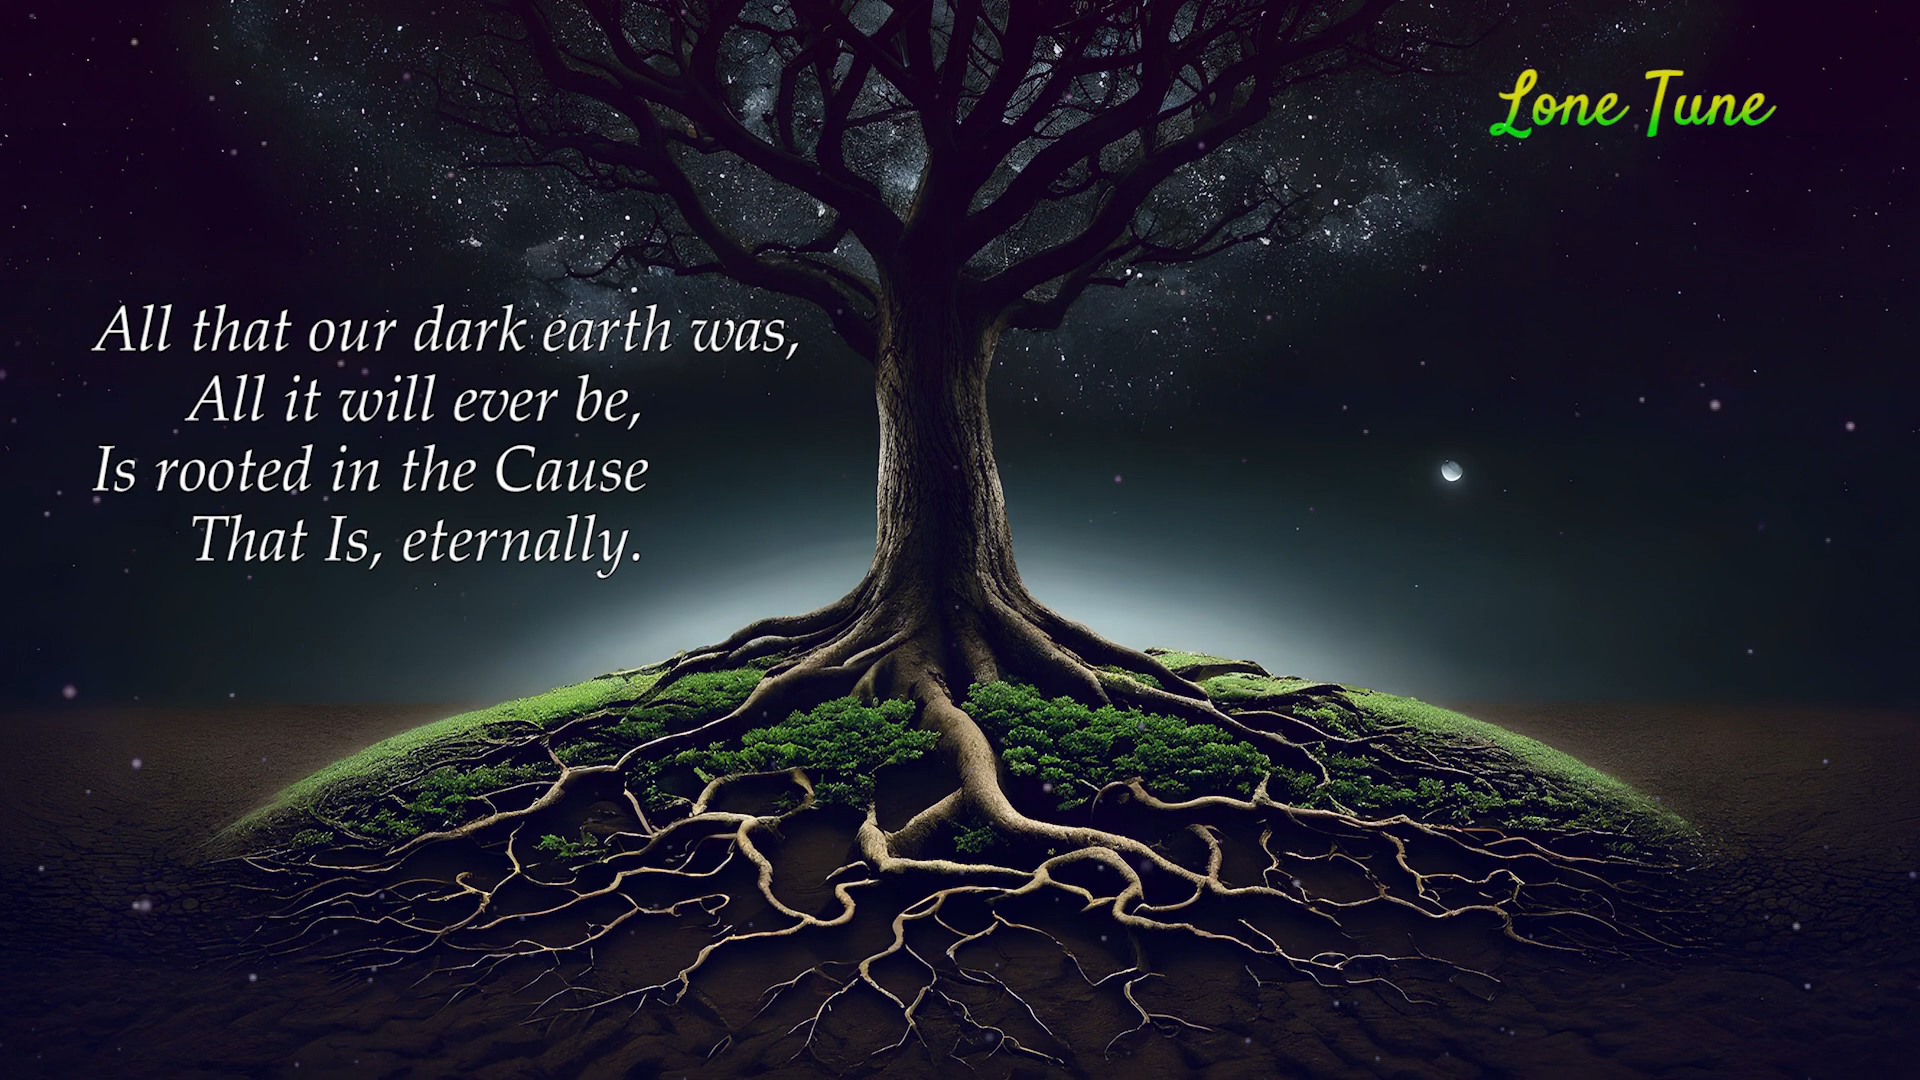 Lone Tune
All that our dark earth was,
All it will ever be,
Is rooted in the Cause
That Is, eternally.